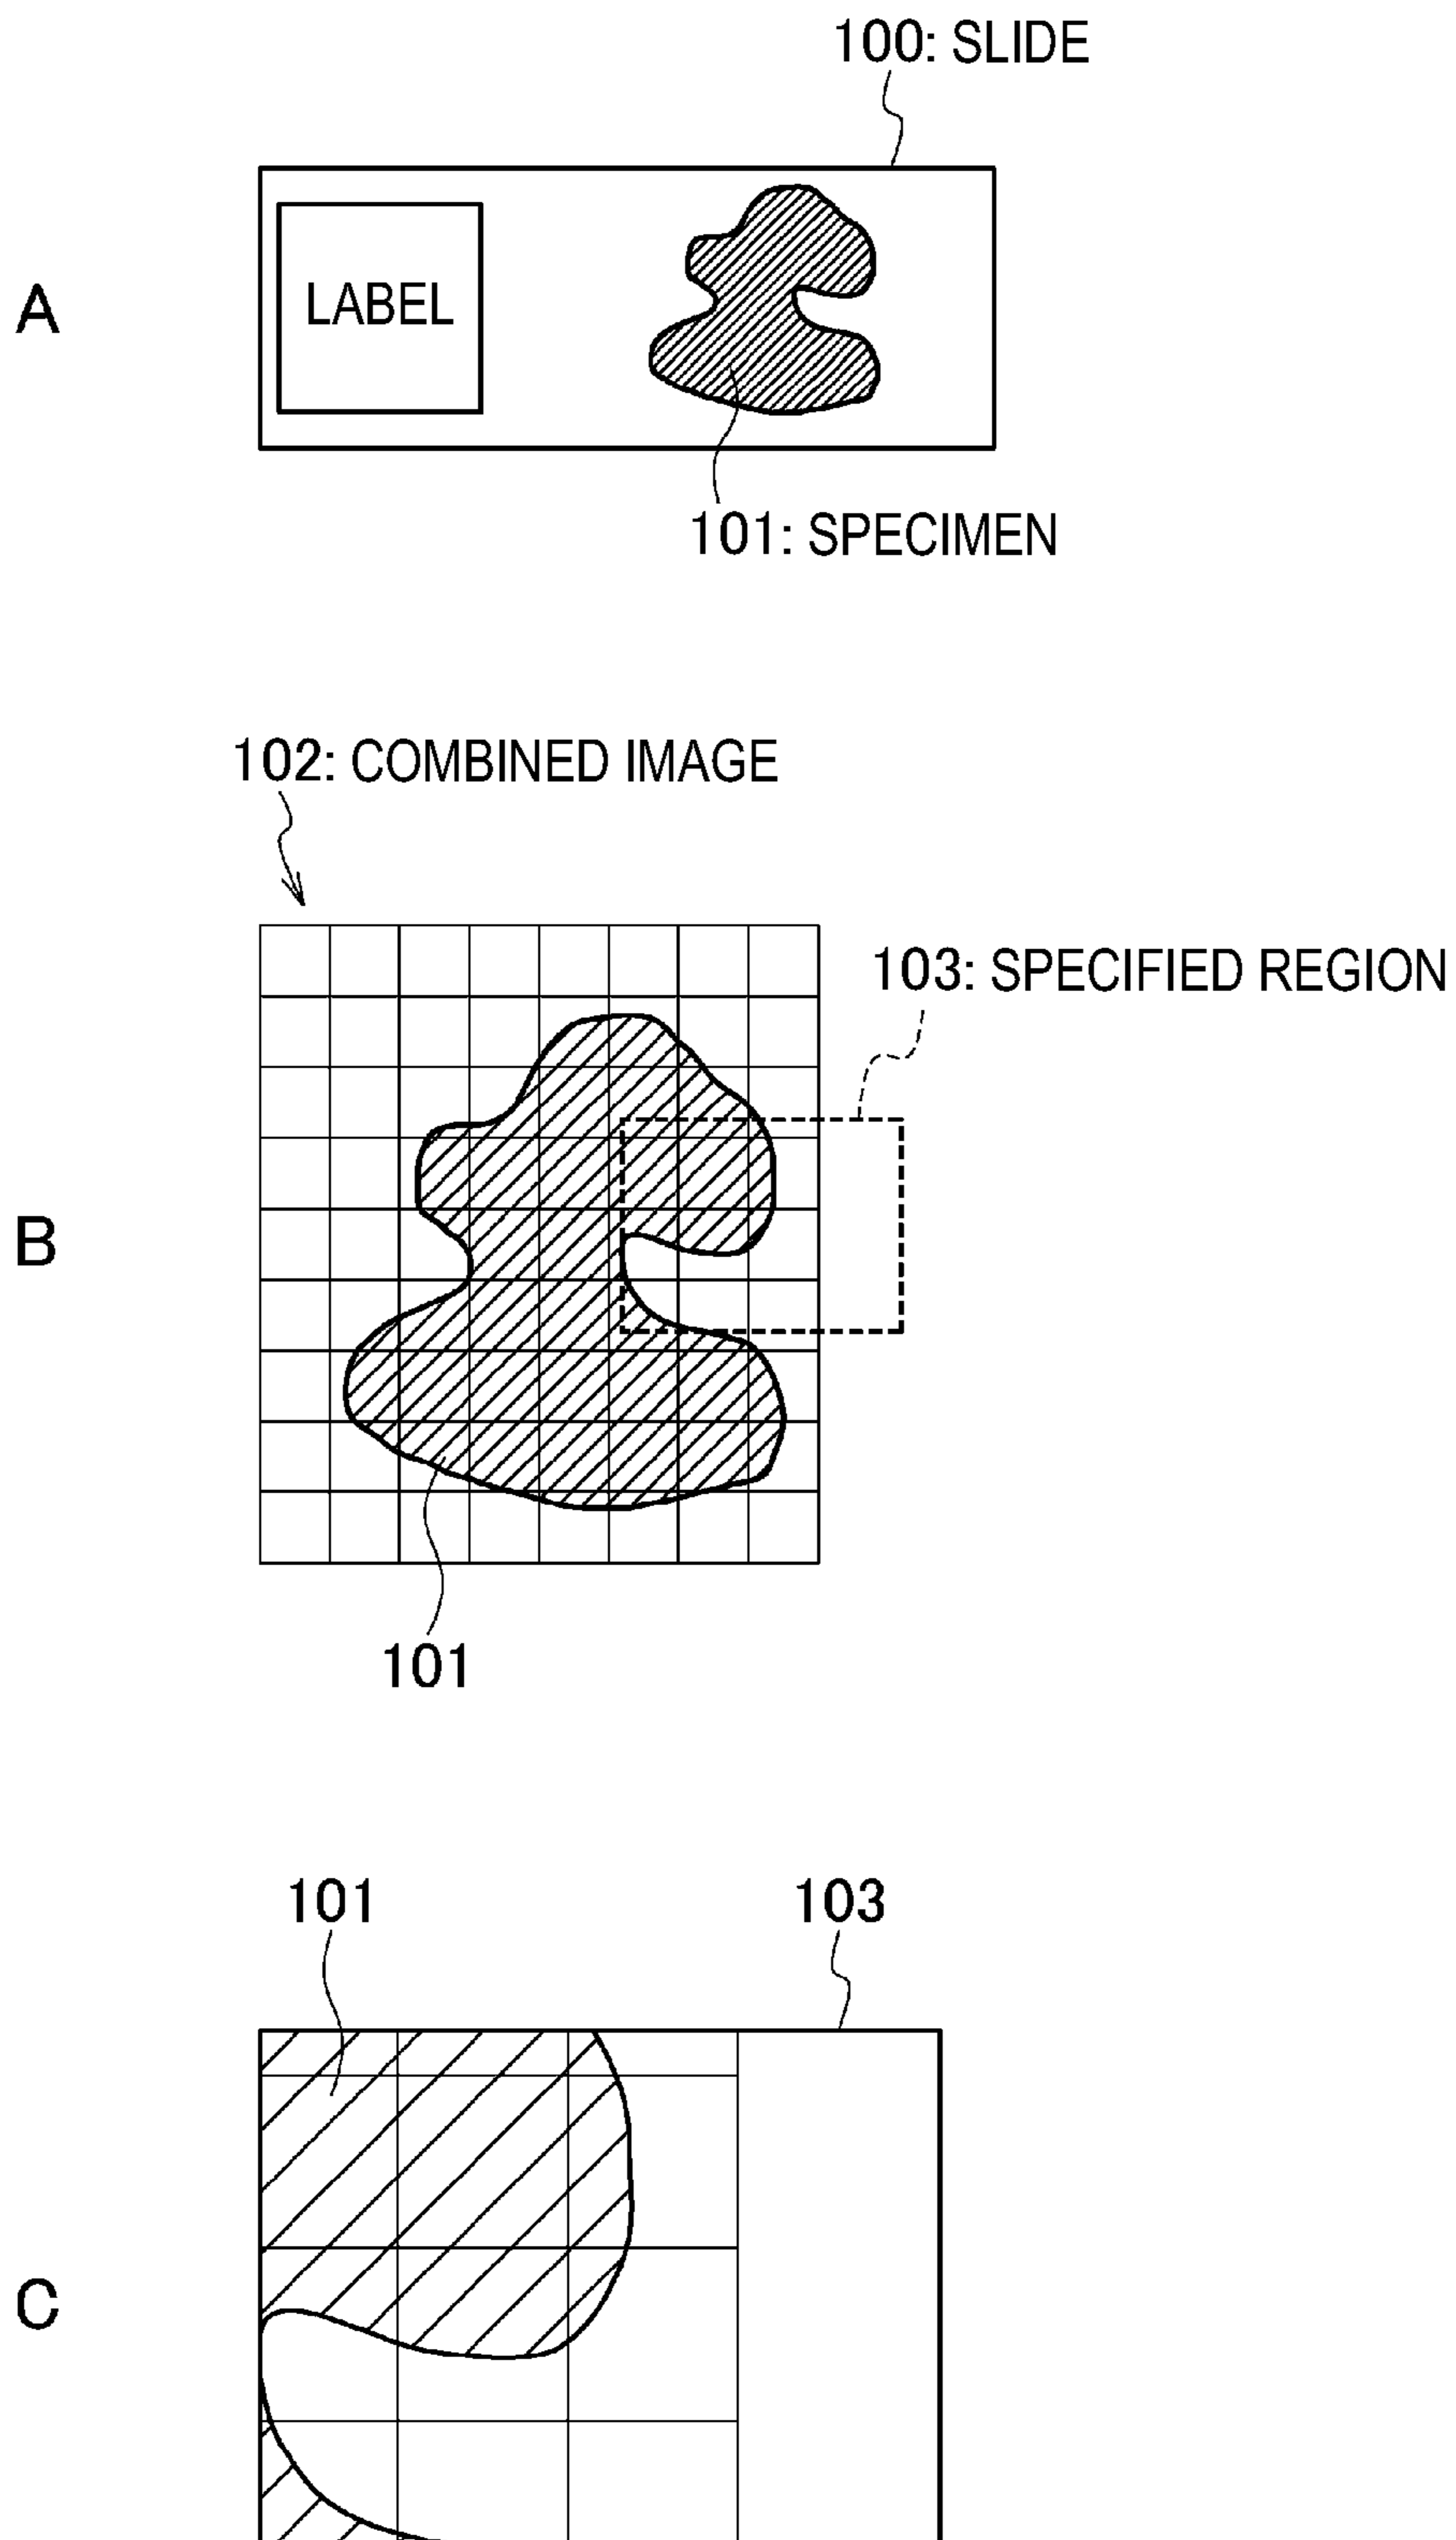 100: SLIDE
A
LABEL
101: SPECIMEN
102: COMBINED IMAGE
103: SPECIFIED REGION
B
101
101
103
C